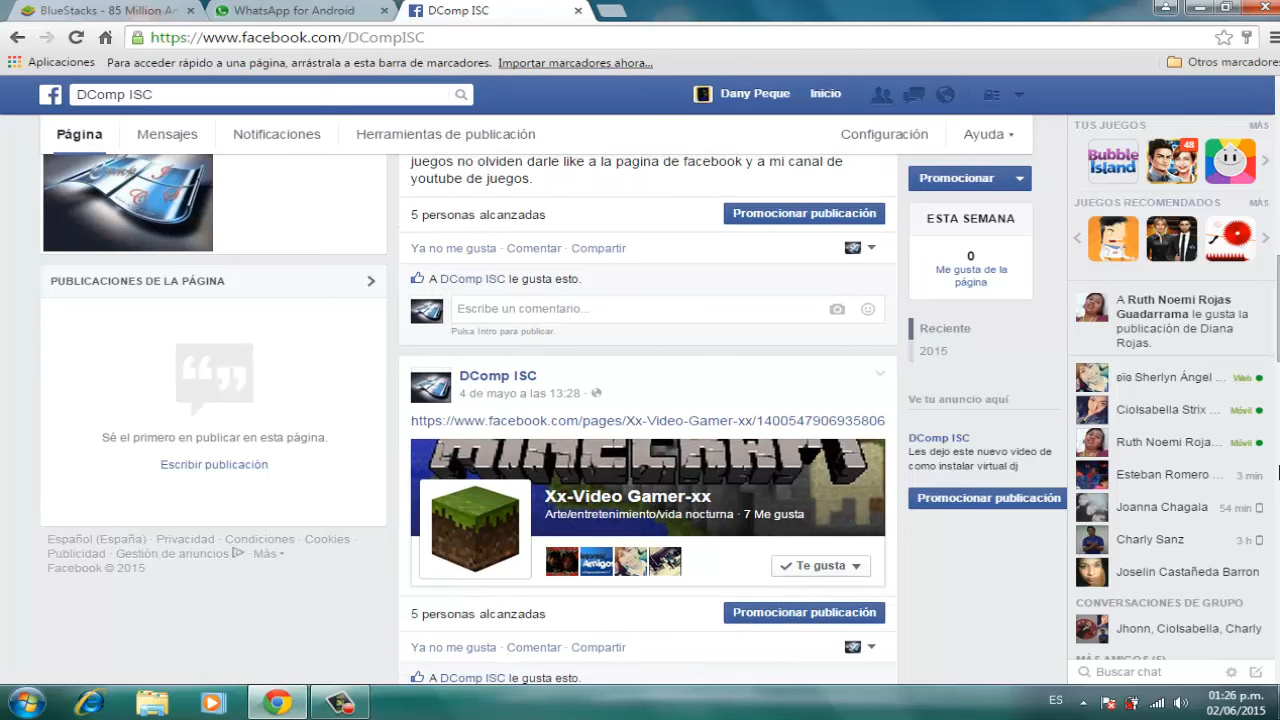 BlueStacks - 85 Million A
WhatsApp for Android
DComp ISC
https://www.facebook.com/DCompISC
Aplicaciones
Para acceder rápido a una página, arrástrala a esta barra de marcadores.
Importar marcadores ahora...
Otros marcadores
DComp ISC
Dany Peque
Inicio
Página
Mensajes
Notificaciones
Herramientas de publicación
Configuración
Ayuda
juegos no olviden darle like a la pagina de facebook y a mi canal de
youtube de juegos.
5 personas alcanzadas
Promocionar publicación
Ya no me gusta · Comentar · Compartir
A DComp ISC le gusta esto.
Escribe un comentario...
Pulsa Intro para publicar.
PUBLICACIONES DE LA PÁGINA
Sé el primero en publicar en esta página.
Escribir publicación
Español (España) · Privacidad · Condiciones · Cookies ·
Publicidad · Gestión de anuncios · Más
Facebook © 2015
DComp ISC
4 de mayo a las 13:28 ·
https://www.facebook.com/pages/Xx-Video-Gamer-xx/1400547906935806
MINECRAFT
Xx-Video Gamer-xx
Arte/entretenimiento/vida nocturna · 7 Me gusta
Amigos
Te gusta
5 personas alcanzadas
Promocionar publicación
Ya no me gusta · Comentar · Compartir
A DComp ISC le gusta esto.
Promocionar
ESTA SEMANA
0
Me gusta de la
página
Reciente
2015
Ve tu anuncio aquí
DComp ISC
Les dejo este nuevo video de
como instalar virtual dj
Promocionar publicación
TUS JUEGOS
MÁS
Bubble
Island
48
JUEGOS RECOMENDADOS
MÁS
A Ruth Noemi Rojas
Guadarrama le gusta la
publicación de Diana
Rojas.
Sherlyn Ángel ...
Web
Ciolsabella Strix ...
Móvil
Ruth Noemi Roja...
Móvil
Esteban Romero ...
3 min
Joanna Chagala
54 min
Charly Sanz
3 h
Joselin Castañeda Barron
CONVERSACIONES DE GRUPO
Jhonn, Ciolsabella, Charly
MÁS AMIGOS (5)
Buscar chat
ES
01:26 p.m.
02/06/2015